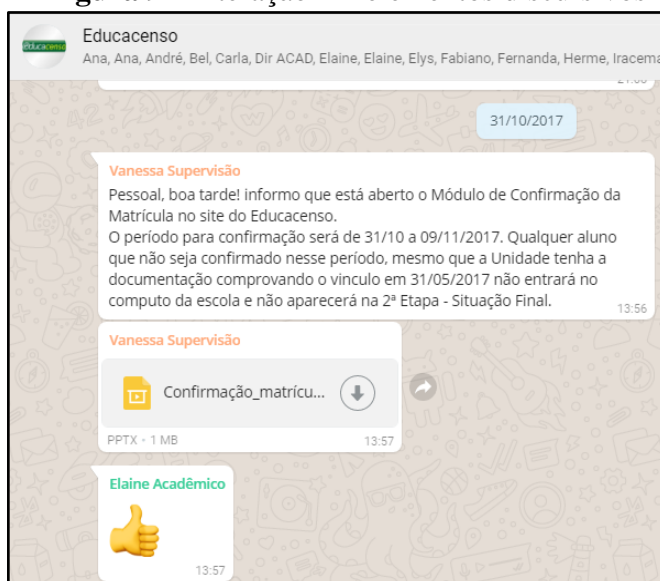 Educacenso
Ana, Ana, André, Bel, Carla, Dir ACAD, Elaine, Elaine, Elys, Fabiano, Fernanda, Herme, Iracema
31/10/2017
Vanessa Supervisão
Pessoal, boa tarde! informo que está aberto o Módulo de Confirmação da
Matrícula no site do Educacenso.
O período para confirmação será de 31/10 a 09/11/2017. Qualquer aluno
que não seja confirmado nesse período, mesmo que a Unidade tenha a
documentação comprovando o vinculo em 31/05/2017 não entrará no
computo da escola e não aparecerá na 2ª Etapa - Situação Final.
13:56
Vanessa Supervisão
Confirmação_matrícu...
PPTX • 1 MB
13:57
Elaine Acadêmico
13:57